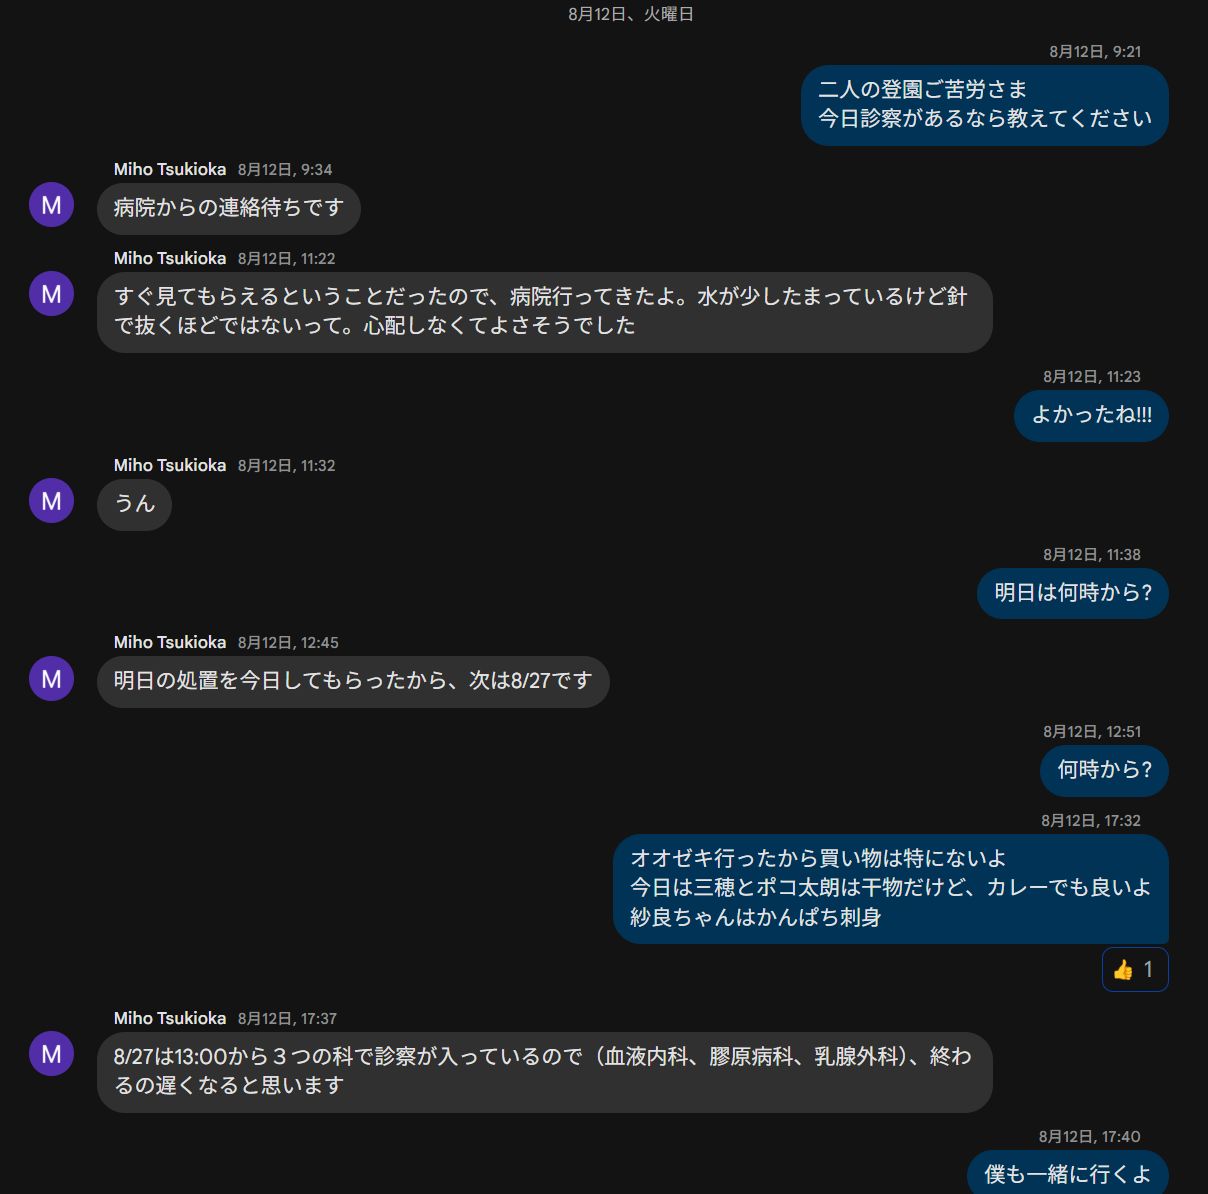 8月12日、火曜日
8月12日, 9:21
二人の登園ご苦労さま
今日診察があるなら教えてください
Miho Tsukioka 8月12日, 9:34
M
病院からの連絡待ちです
Miho Tsukioka 8月12日, 11:22
M
すぐ見てもらえるということだったので、病院行ってきたよ。水が少したまっているけど針
で抜くほどではないって。心配しなくてよさそうでした
8月12日, 11:23
よかったね!!!
Miho Tsukioka 8月12日, 11:32
M
うん
8月12日, 11:38
明日は何時から?
Miho Tsukioka 8月12日, 12:45
M
明日の処置を今日してもらったから、次は8/27です
8月12日, 12:51
何時から?
8月12日, 17:32
オオゼキ行ったから買い物は特にないよ
今日は三穂とポコ太朗は干物だけど、カレーでも良いよ
紗良ちゃんはかんぱち刺身
👍 1
Miho Tsukioka 8月12日, 17:37
M
8/27は13:00から３つの科で診察が入っているので（血液内科、膠原病科、乳腺外科）、終わ
るの遅くなると思います
8月12日, 17:40
僕も一緒に行くよ